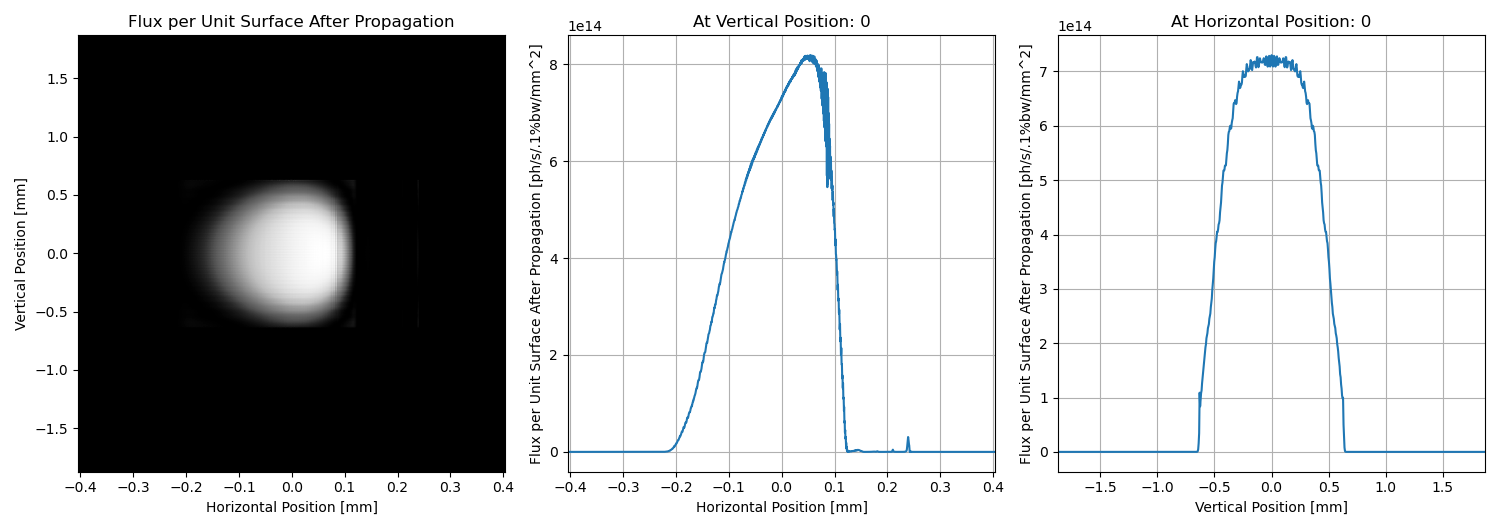 Flux per Unit Surface After Propagation
Vertical Position [mm]
1.5
1.0
0.5
0.0
−0.5
−1.0
−1.5
−0.4 −0.3 −0.2 −0.1 0.0 0.1 0.2 0.3 0.4
Horizontal Position [mm]
At Vertical Position: 0
1e14
Flux per Unit Surface After Propagation [ph/s/.1%bw/mm^2]
8
6
4
2
0
−0.4 −0.3 −0.2 −0.1 0.0 0.1 0.2 0.3 0.4
Horizontal Position [mm]
At Horizontal Position: 0
1e14
Flux per Unit Surface After Propagation [ph/s/.1%bw/mm^2]
7
6
5
4
3
2
1
0
−1.5 −1.0 −0.5 0.0 0.5 1.0 1.5
Vertical Position [mm]